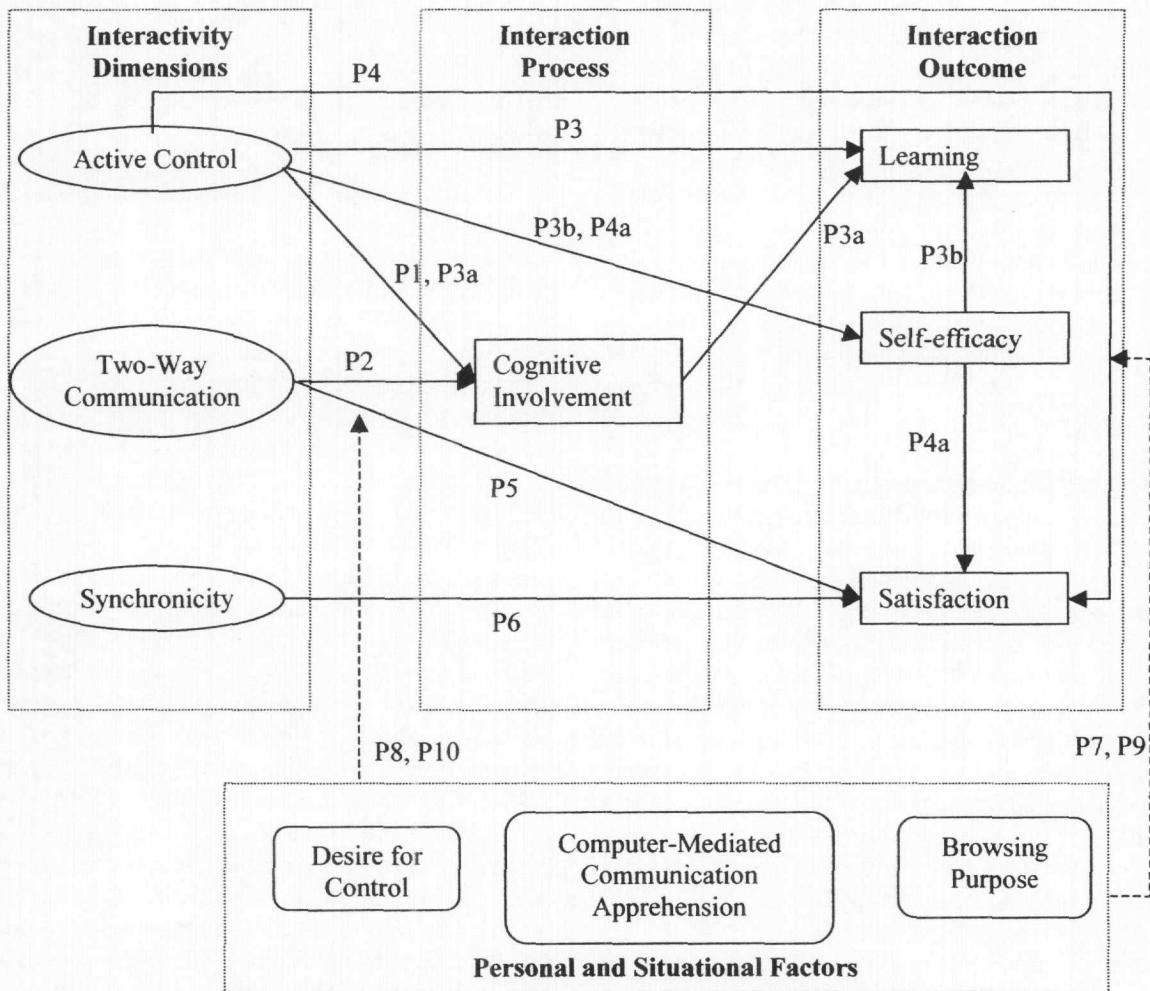 Interactivity
Dimensions
Interaction
Process
Interaction
Outcome
P4
P3
Active Control
Learning
P3b, P4a
P3a
P1, P3a
P3b
Self-efficacy
P2
Two-Way
Communication
Cognitive
Involvement
P4a
P5
Synchronicity
Satisfaction
P6
P8, P10
P7, P9
Desire for
Control
Computer-Mediated
Communication
Apprehension
Browsing
Purpose
Personal and Situational Factors